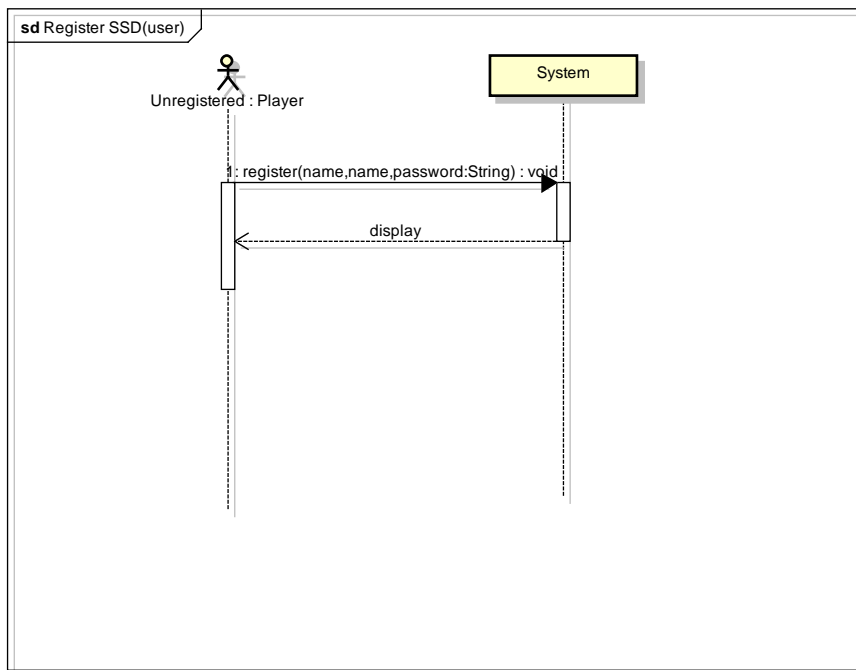 sd Register SSD(user)
Unregistered : Player
System
1: register(name,name,password:String) : void
display